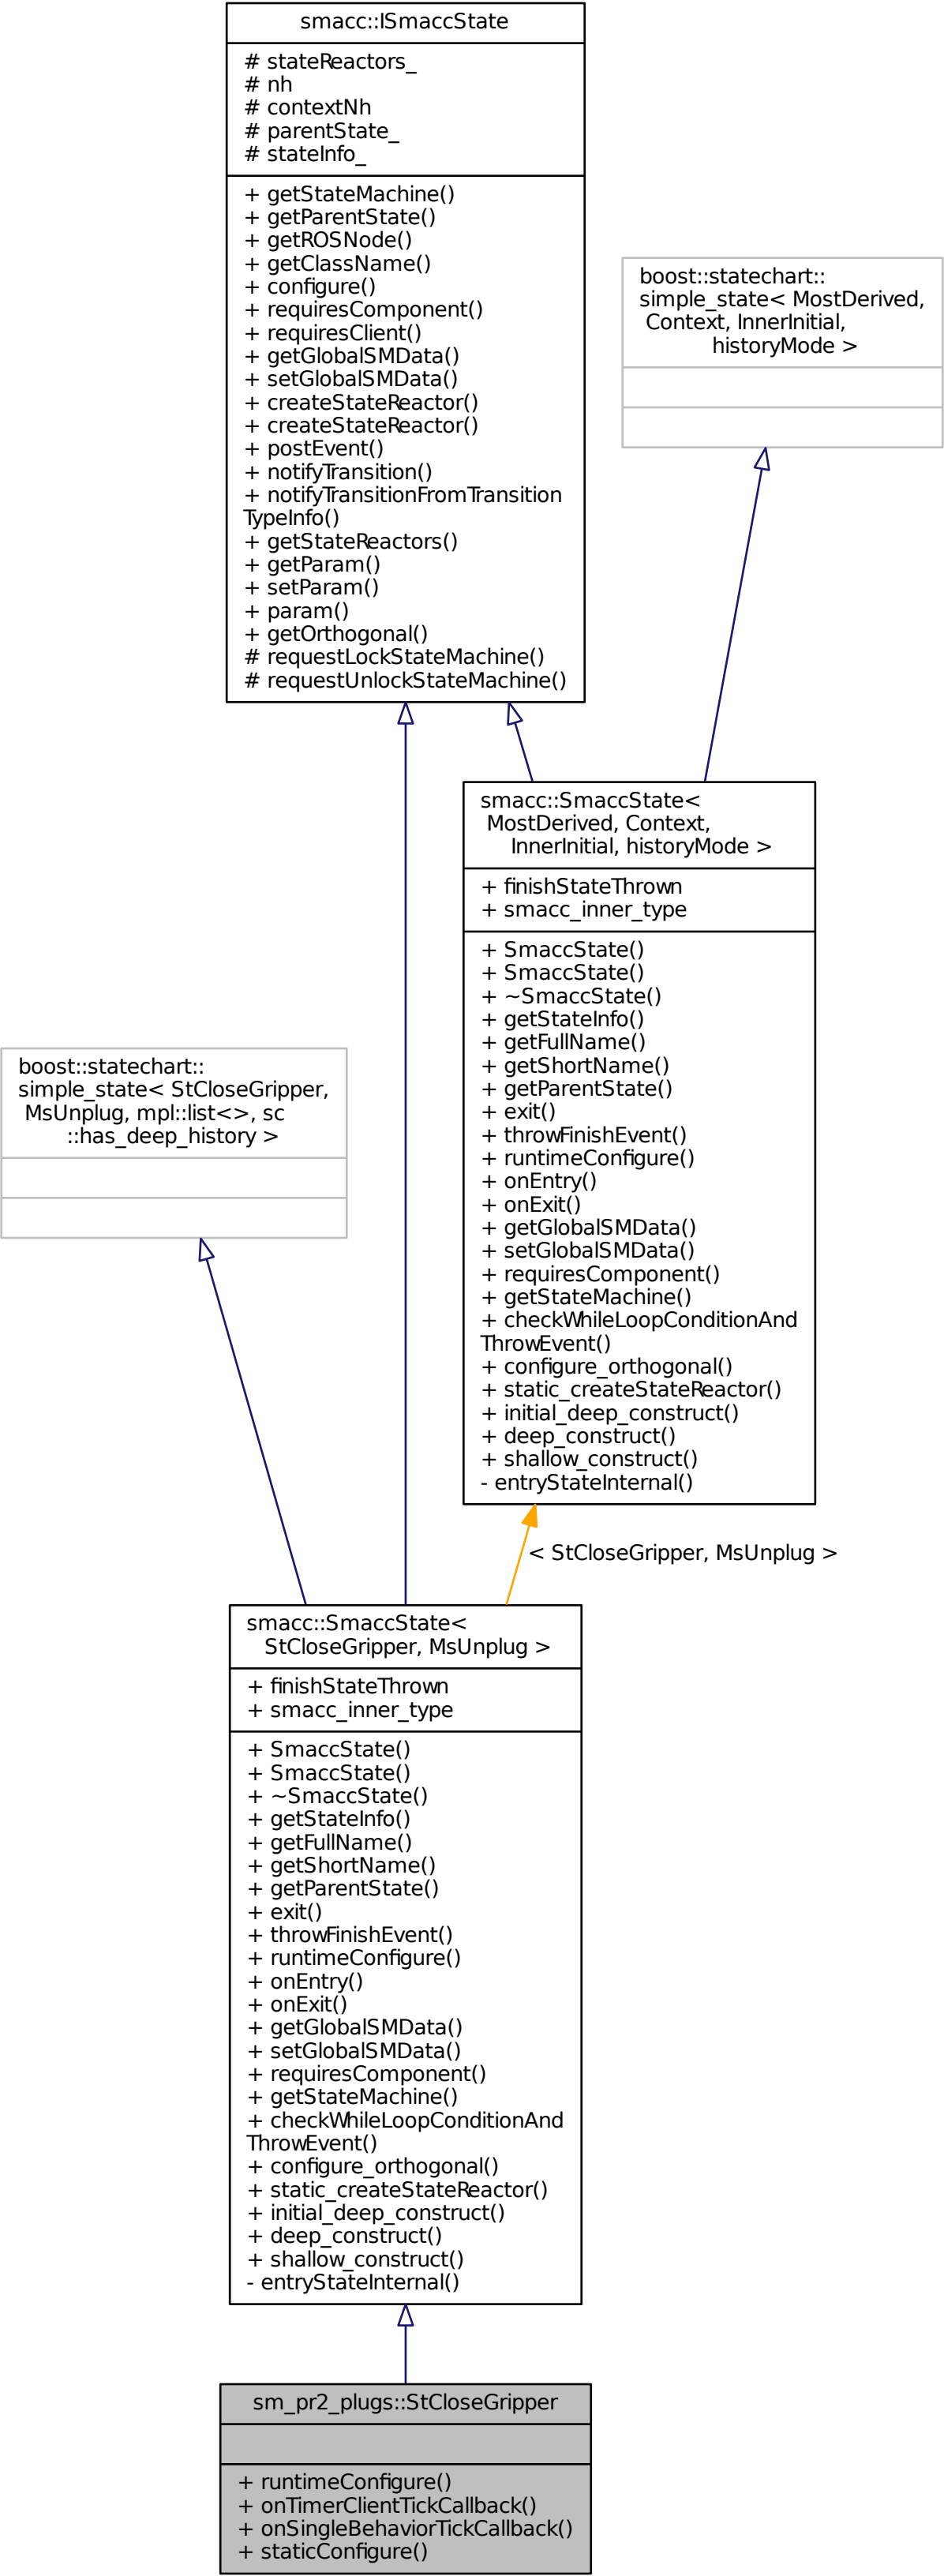 smacc::ISmaccState
# stateReactors_
# nh
# contextNh
# parentState_
# stateInfo_
+ getStateMachine()
+ getParentState()
+ getROSNode()
+ getClassName()
+ configure()
+ requiresComponent()
+ requiresClient()
+ getGlobalSMData()
+ setGlobalSMData()
+ createStateReactor()
+ createStateReactor()
+ postEvent()
+ notifyTransition()
+ notifyTransitionFromTransition
TypeInfo()
+ getStateReactors()
+ getParam()
+ setParam()
+ param()
+ getOrthogonal()
# requestLockStateMachine()
# requestUnlockStateMachine()
boost::statechart::
simple_state< MostDerived,
Context, InnerInitial,
historyMode >
smacc::SmaccState<
MostDerived, Context,
InnerInitial, historyMode >
+ finishStateThrown
+ smacc_inner_type
+ SmaccState()
+ SmaccState()
+ ~SmaccState()
+ getStateInfo()
+ getFullName()
+ getShortName()
+ getParentState()
+ exit()
+ throwFinishEvent()
+ runtimeConfigure()
+ onEntry()
+ onExit()
+ getGlobalSMData()
+ setGlobalSMData()
+ requiresComponent()
+ getStateMachine()
+ checkWhileLoopConditionAnd
ThrowEvent()
+ configure_orthogonal()
+ static_createStateReactor()
+ initial_deep_construct()
+ deep_construct()
+ shallow_construct()
- entryStateInternal()
boost::statechart::
simple_state< StCloseGripper,
MsUnplug, mpl::list<>, sc
::has_deep_history >
< StCloseGripper, MsUnplug >
smacc::SmaccState<
StCloseGripper, MsUnplug >
+ finishStateThrown
+ smacc_inner_type
+ SmaccState()
+ SmaccState()
+ ~SmaccState()
+ getStateInfo()
+ getFullName()
+ getShortName()
+ getParentState()
+ exit()
+ throwFinishEvent()
+ runtimeConfigure()
+ onEntry()
+ onExit()
+ getGlobalSMData()
+ setGlobalSMData()
+ requiresComponent()
+ getStateMachine()
+ checkWhileLoopConditionAnd
ThrowEvent()
+ configure_orthogonal()
+ static_createStateReactor()
+ initial_deep_construct()
+ deep_construct()
+ shallow_construct()
- entryStateInternal()
sm_pr2_plugs::StCloseGripper
+ runtimeConfigure()
+ onTimerClientTickCallback()
+ onSingleBehaviorTickCallback()
+ staticConfigure()